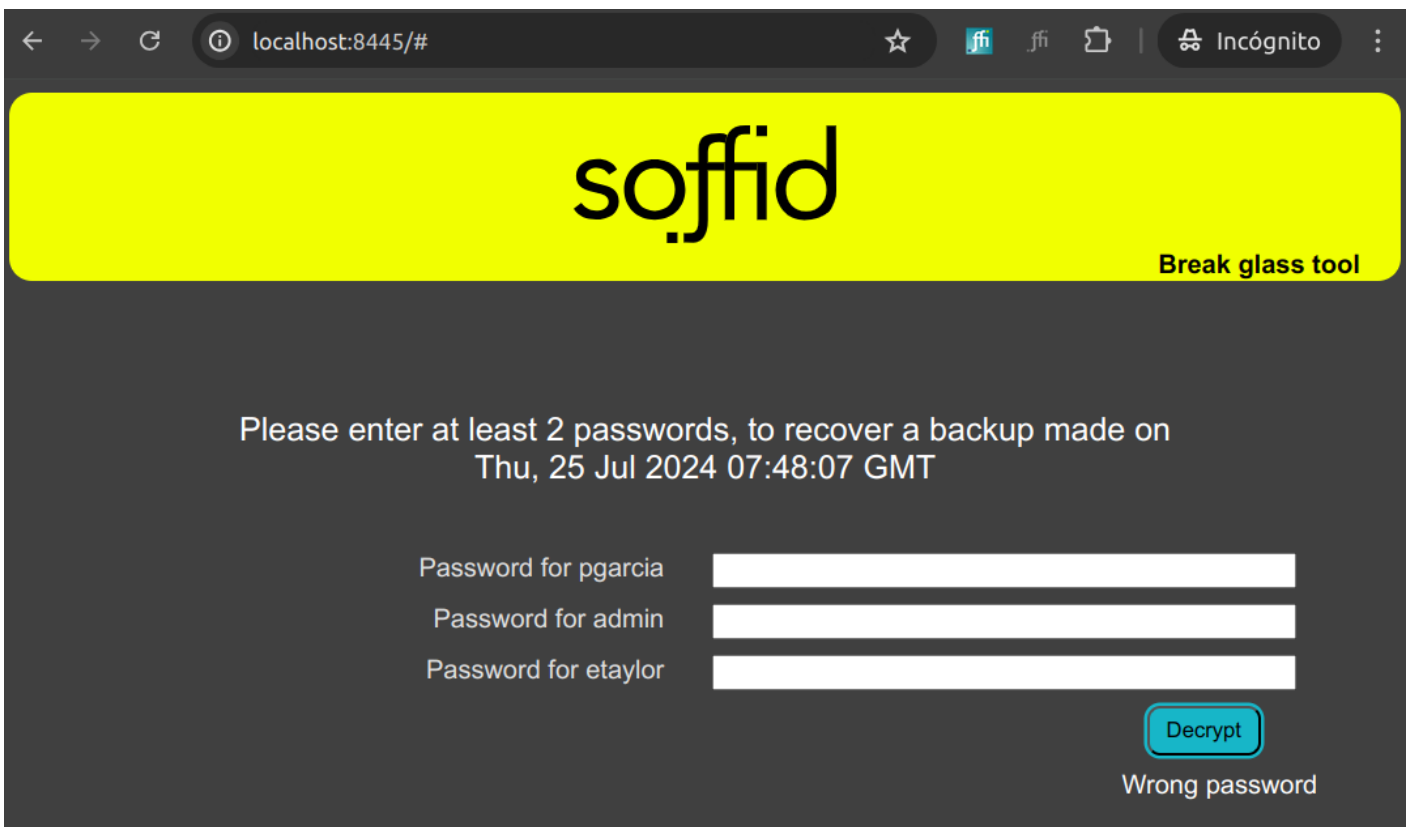 localhost:8445/#
ffi
ffi
Incógnito
soffid
Break glass tool
Please enter at least 2 passwords, to recover a backup made on
Thu, 25 Jul 2024 07:48:07 GMT
Password for pgarcia
Password for admin
Password for etaylor
Decrypt
Wrong password